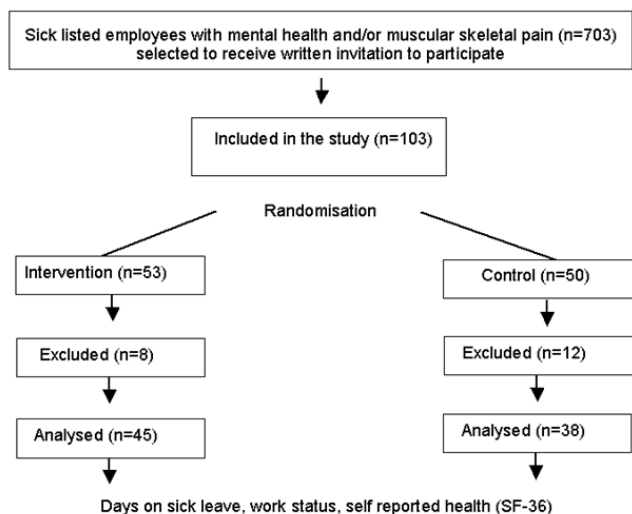 Sick listed employees with mental health and/or muscular skeletal pain (n=703)
selected to receive written invitation to participate
Included in the study (n=103)
Randomisation
Intervention (n=53)
Control (n=50)
Excluded (n=8)
Excluded (n=12)
Analysed (n=45)
Analysed (n=38)
Days on sick leave, work status, self reported health (SF-36)